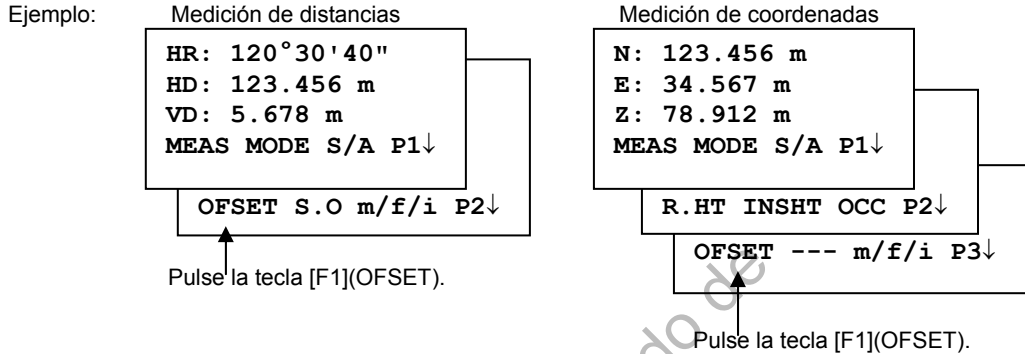 Ejemplo:
Medición de distancias
HR: 120°30'40"
HD: 123.456 m
VD: 5.678 m
MEAS MODE S/A P1↓
OFSET S.O m/f/i P2↓
Pulse la tecla [F1](OFSET).
Medición de coordenadas
N: 123.456 m
E: 34.567 m
Z: 78.912 m
MEAS MODE S/A P1↓
R.HT INSHT OCC P2↓
OFSET --- m/f/i P3↓
Pulse la tecla [F1](OFSET).